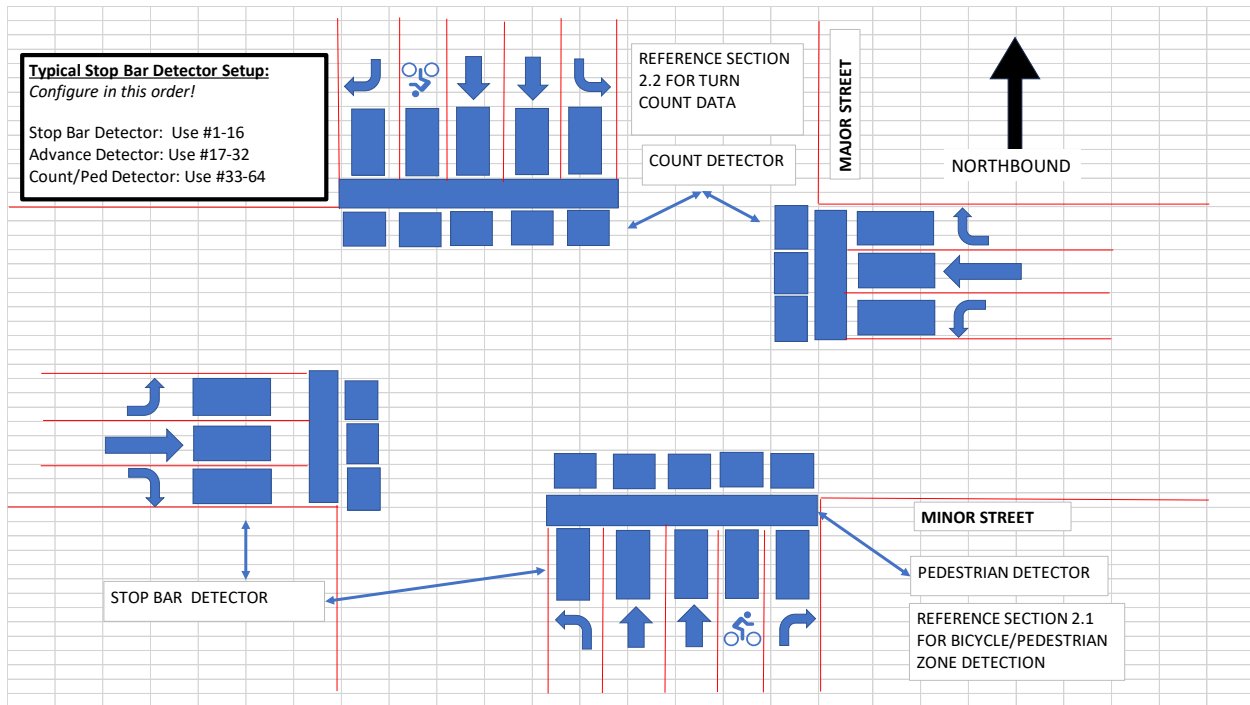 Typical Stop Bar Detector Setup:
Configure in this order!
Stop Bar Detector:  Use #1-16
Advance Detector: Use #17-32
Count/Ped Detector: Use #33-64
REFERENCE SECTION
2.2 FOR TURN
COUNT DATA
COUNT DETECTOR
MAJOR STREET
NORTHBOUND
STOP BAR  DETECTOR
MINOR STREET
PEDESTRIAN DETECTOR
REFERENCE SECTION 2.1
FOR BICYCLE/PEDESTRIAN
ZONE DETECTION